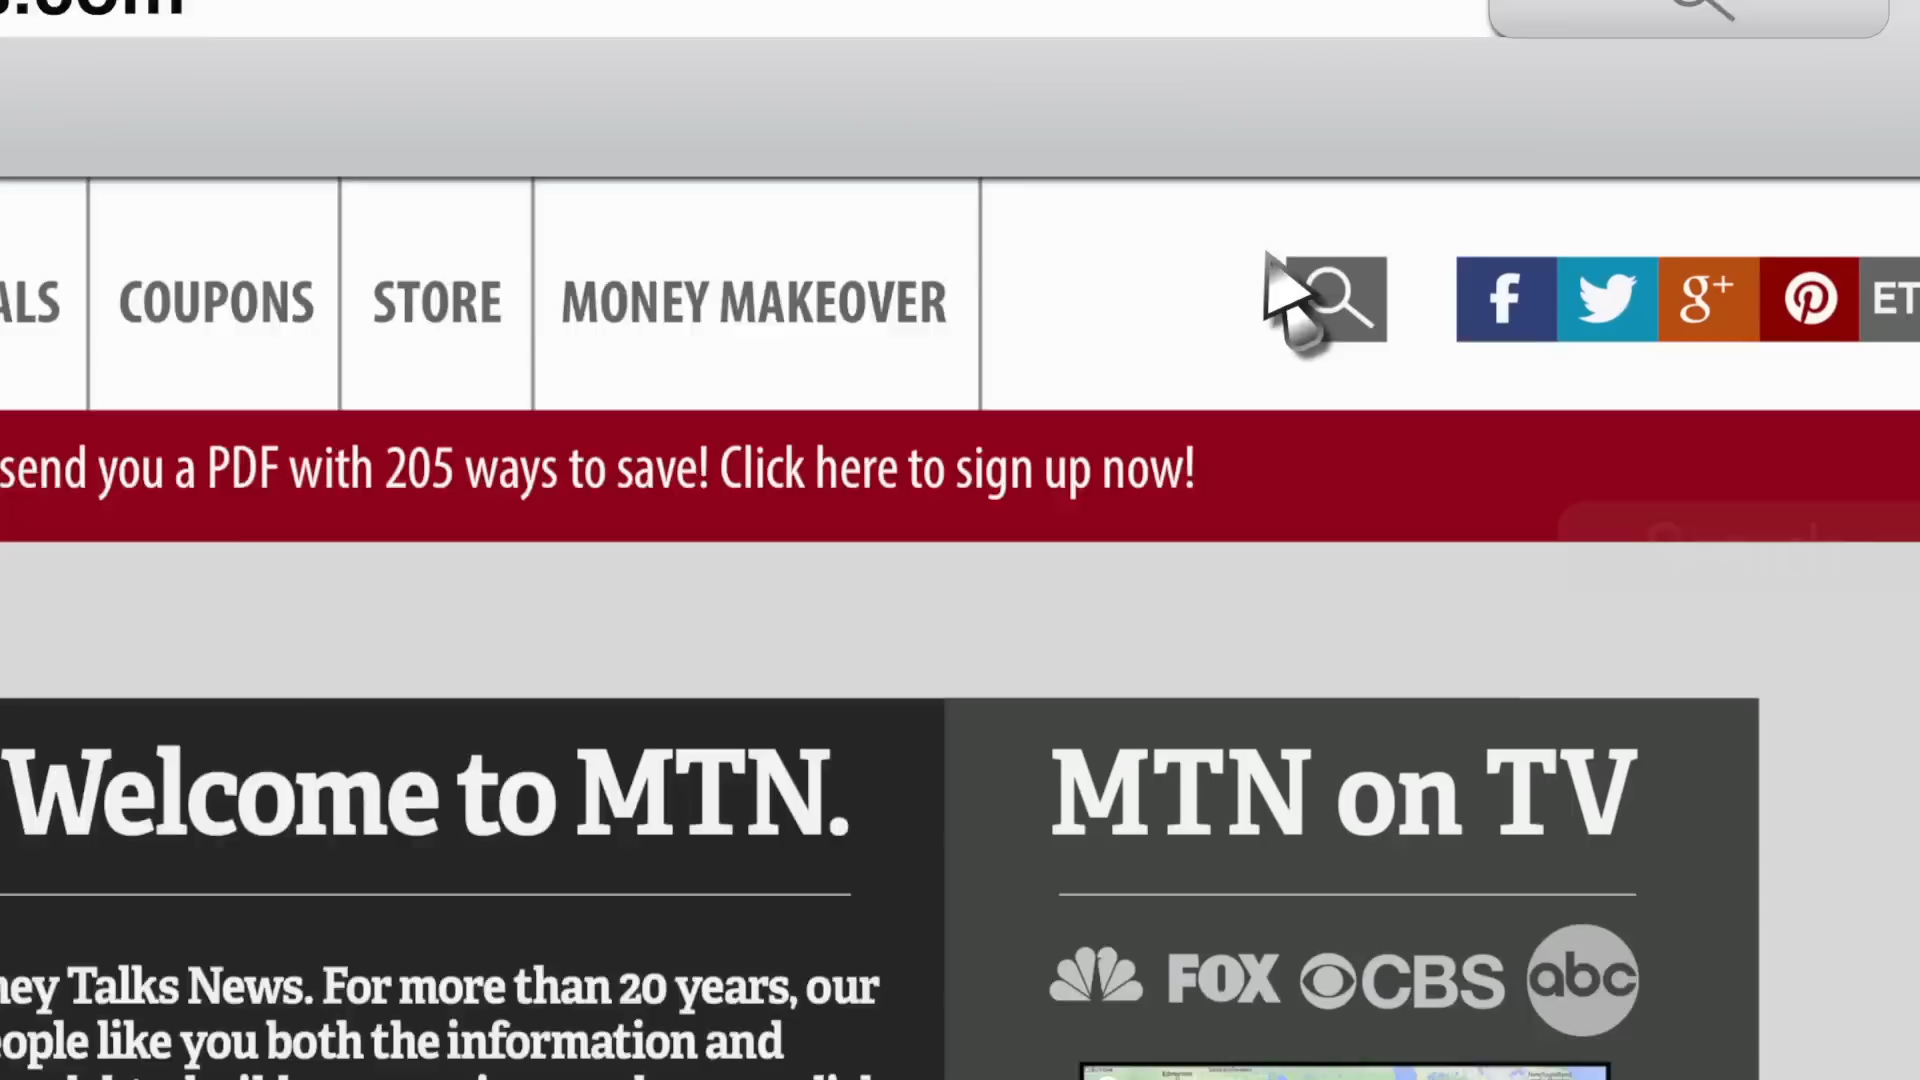 s.com
ALS COUPONS STORE MONEY MAKEOVER f g+ ET
send you a PDF with 205 ways to save! Click here to sign up now!
Welcome to MTN. MTN on TV
ney Talks News. For more than 20 years, our
FOX CBS abc
eople like you both the information and